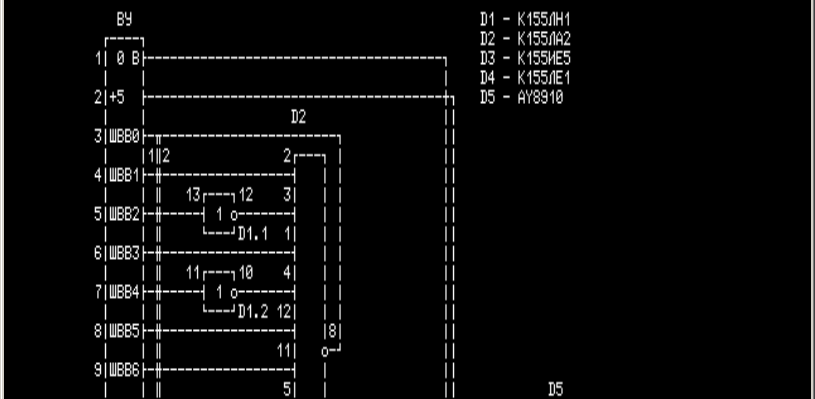 ВУ
D1 - К155ЛН1
D2 - К155ЛА2
1 0 В
D3 - К155ИЕ5
D4 - К155ЛЕ1
2 +5
D5 - AY8910
D2
3 ШВВ0
1 2 2
4 ШВВ1
13 12 3
5 ШВВ2 1
D1.1 1
6 ШВВ3
11 10 4
7 ШВВ4 1
D1.2 12
8 ШВВ5 8
11
9 ШВВ6
5 D5